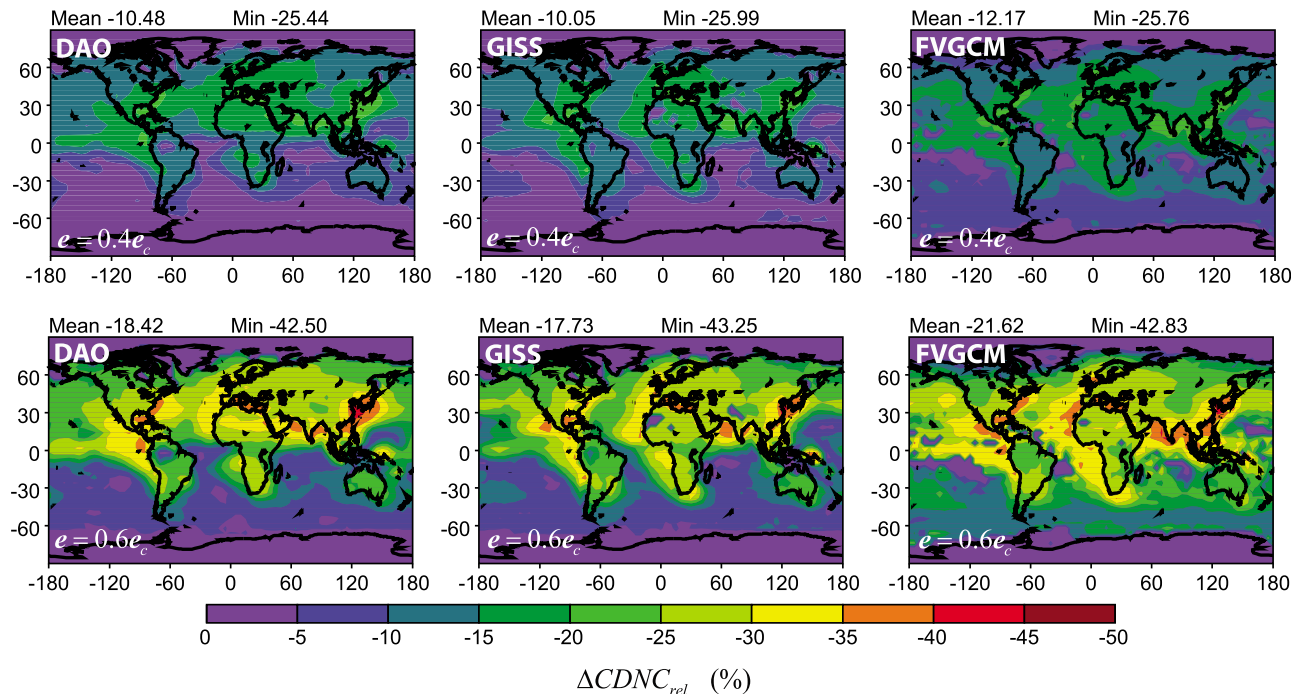 Mean -10.48 Min -25.44 Mean -10.05 Min -25.99 Mean -12.17 Min -25.76
DAO GISS FVGCM
60 60 60
30 30 30
0 0 0
-30 -30 -30
-60 -60 -60
e = 0.4e_c e = 0.4e_c e = 0.4e_c
-180 -120 -60 0 60 120 180 -180 -120 -60 0 60 120 180 -180 -120 -60 0 60 120 180
Mean -18.42 Min -42.50 Mean -17.73 Min -43.25 Mean -21.62 Min -42.83
DAO GISS FVGCM
60 60 60
30 30 30
0 0 0
-30 -30 -30
-60 -60 -60
e = 0.6e_c e = 0.6e_c e = 0.6e_c
-180 -120 -60 0 60 120 180 -180 -120 -60 0 60 120 180 -180 -120 -60 0 60 120 180
0 -5 -10 -15 -20 -25 -30 -35 -40 -45 -50
ΔCDNC_rel (%)